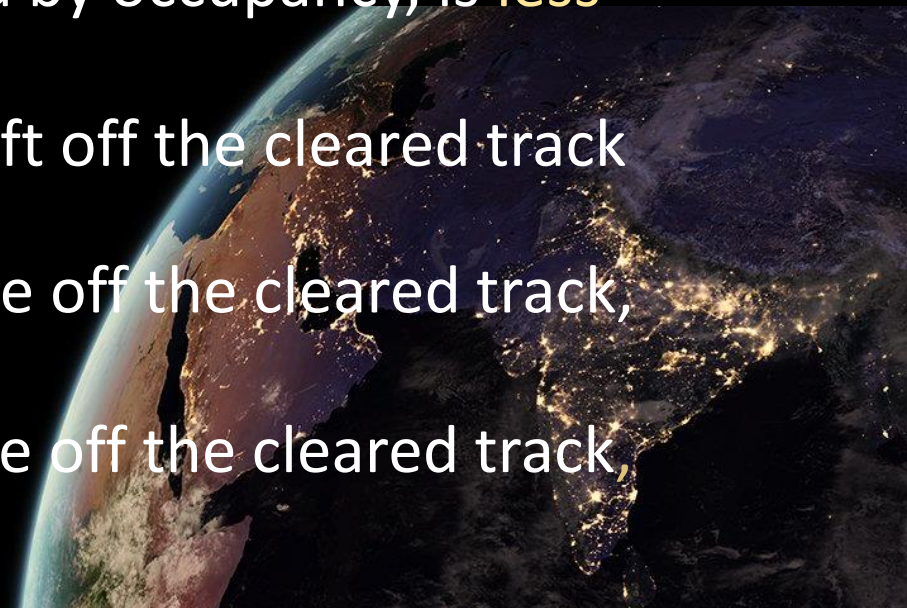 by occupancy, is less
ft off the cleared track
e off the cleared track,
e off the cleared track,